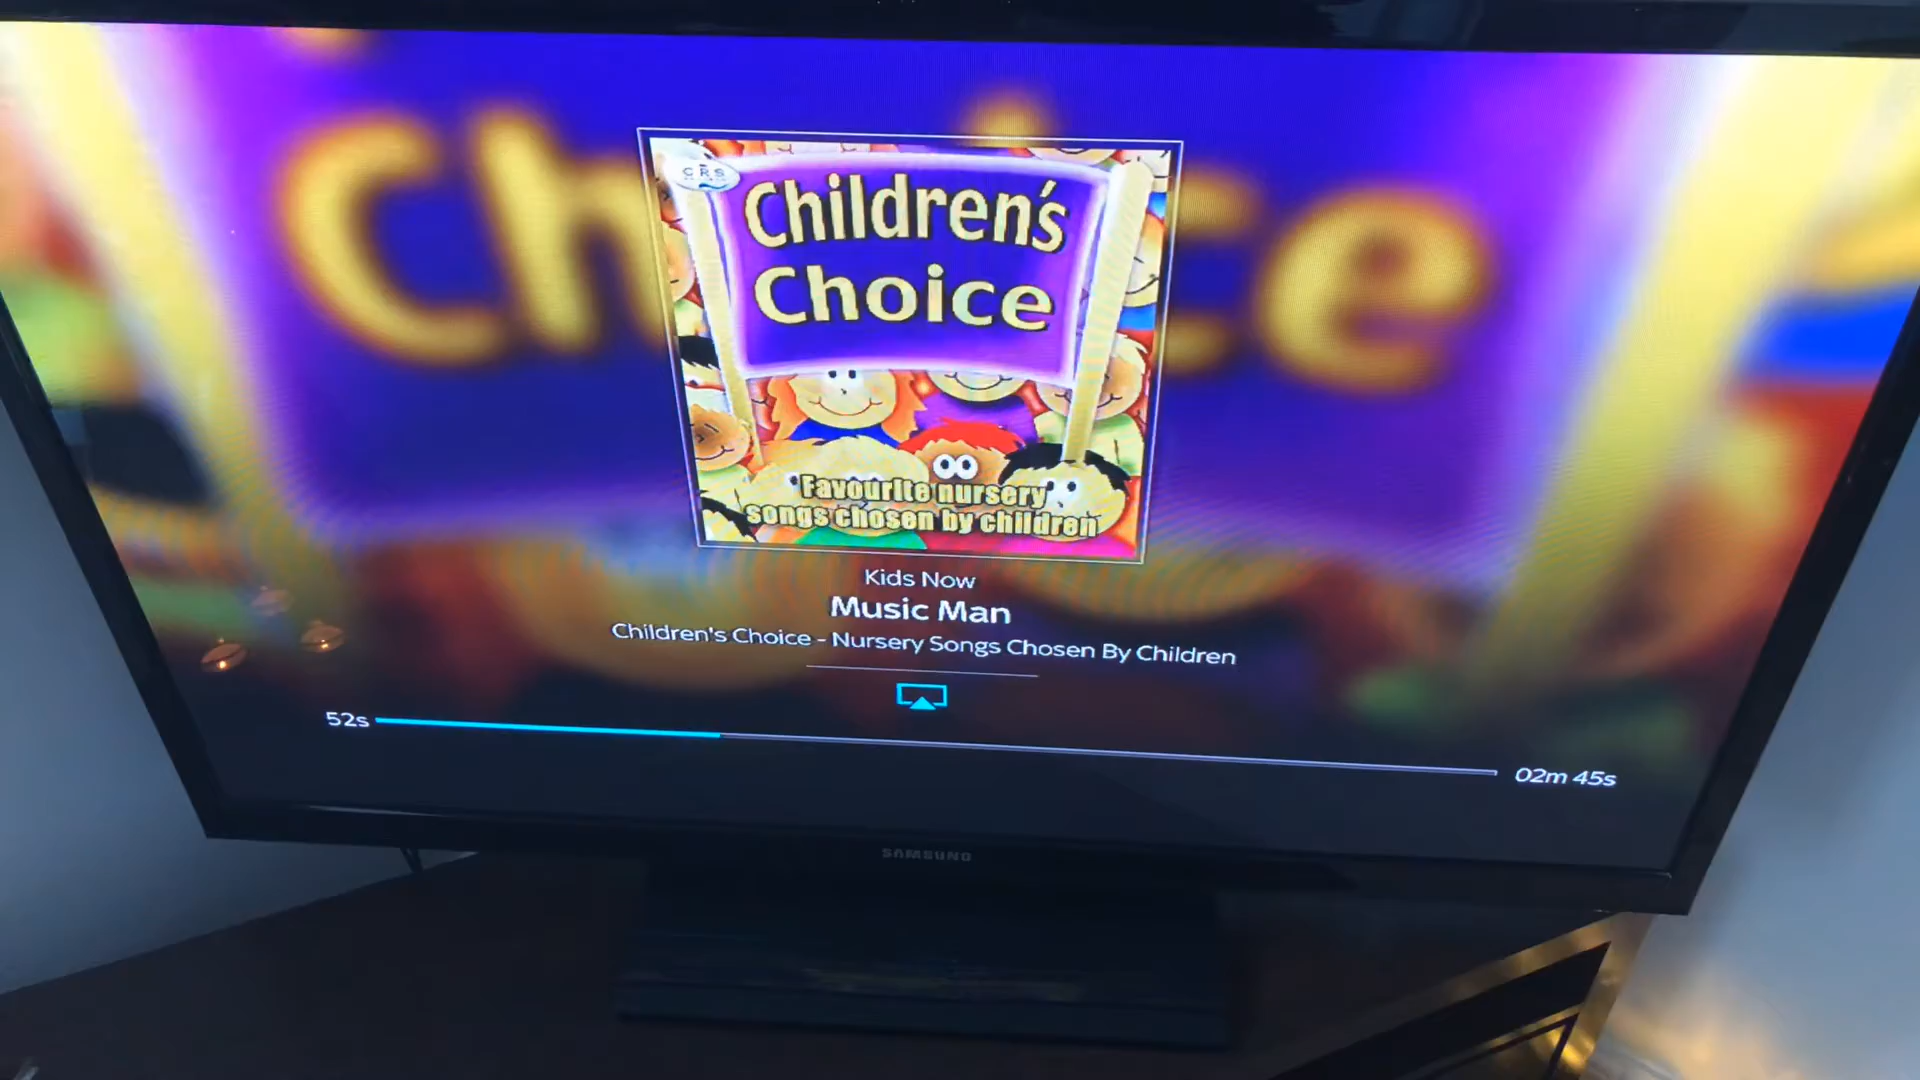 Choice
CRS
Children's
Choice
Favourite nursery
songs chosen by children
Kids Now
Music Man
Children's Choice - Nursery Songs Chosen By Children
52s
02m 45s
SAMSUNG